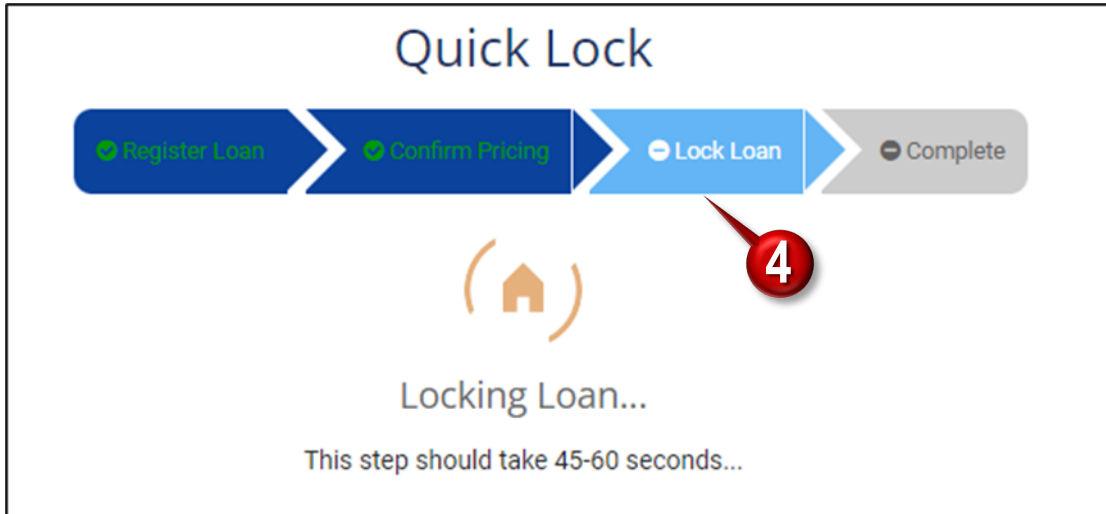 Quick Lock
Register Loan
Confirm Pricing
Lock Loan
Complete
4
Locking Loan...
This step should take 45-60 seconds...